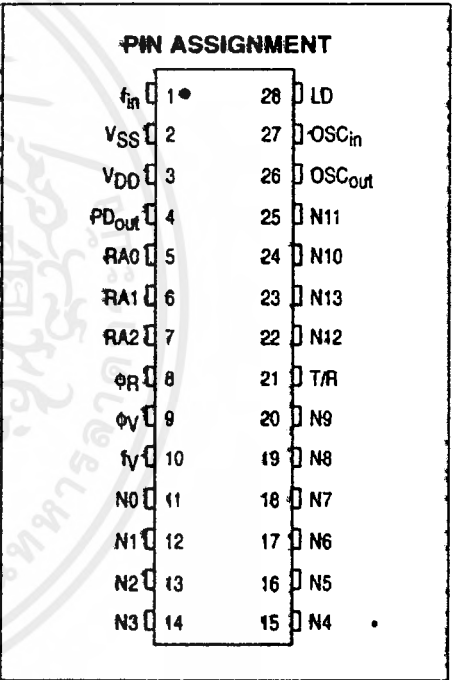 PIN ASSIGNMENT
fin 1 28 LD
VSS 2 27 OSCin
VDD 3 26 OSCout
PDout 4 25 N11
RA0 5 24 N10
RA1 6 23 N13
RA2 7 22 N12
ϕR 8 21 T/R
ϕV 9 20 N9
fV 10 19 N8
N0 11 18 N7
N1 12 17 N6
N2 13 16 N5
N3 14 15 N4